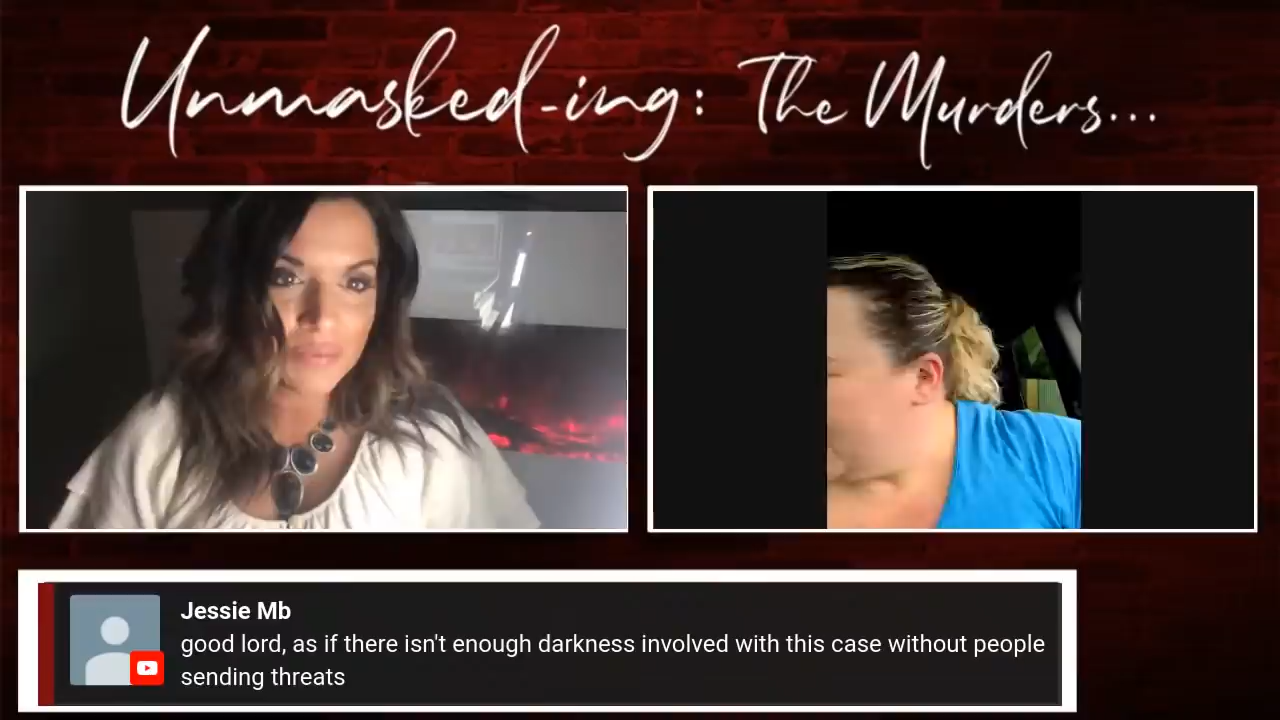 Unmasked-ing: The Murders...
Jessie Mb
good lord, as if there isn't enough darkness involved with this case without people
sending threats